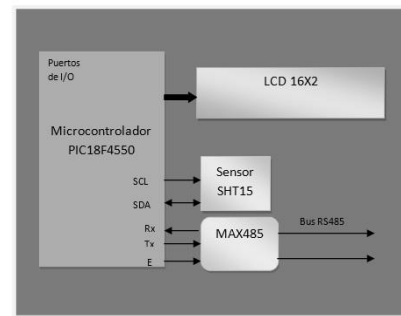 Puertos
de I/O
LCD 16X2
Microcontrolador
PIC18F4550
Sensor
SHT15
SCL
SDA
Rx
Tx
E
MAX485
Bus RS485